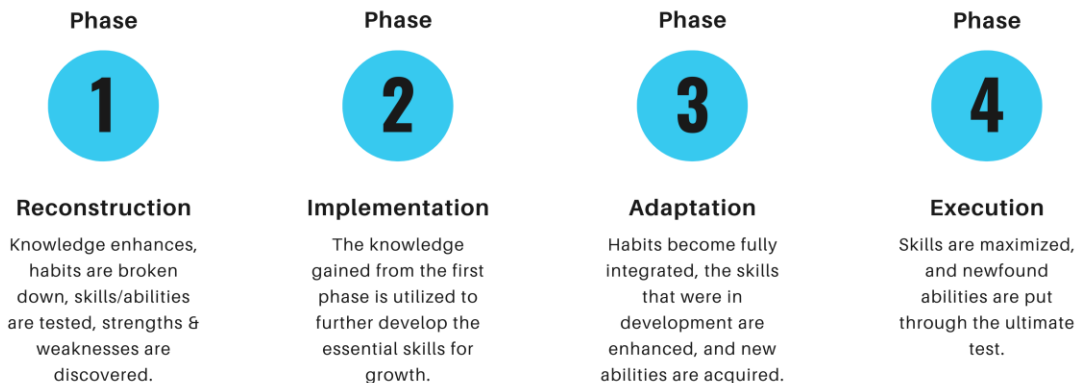 Phase
1
Reconstruction
Knowledge enhances,
habits are broken
down, skills/abilities
are tested, strengths &
weaknesses are
discovered.
Phase
2
Implementation
The knowledge
gained from the first
phase is utilized to
further develop the
essential skills for
growth.
Phase
3
Adaptation
Habits become fully
integrated, the skills
that were in
development are
enhanced, and new
abilities are acquired.
Phase
4
Execution
Skills are maximized,
and newfound
abilities are put
through the ultimate
test.